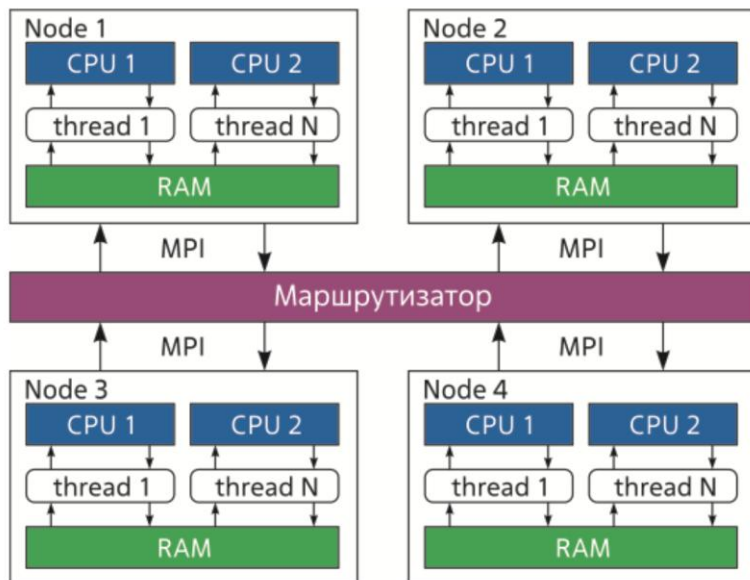 Node 1
CPU 1 CPU 2
thread 1 thread N
RAM
Node 2
CPU 1 CPU 2
thread 1 thread N
RAM
MPI MPI
Маршрутизатор
MPI MPI
Node 3
CPU 1 CPU 2
thread 1 thread N
RAM
Node 4
CPU 1 CPU 2
thread 1 thread N
RAM